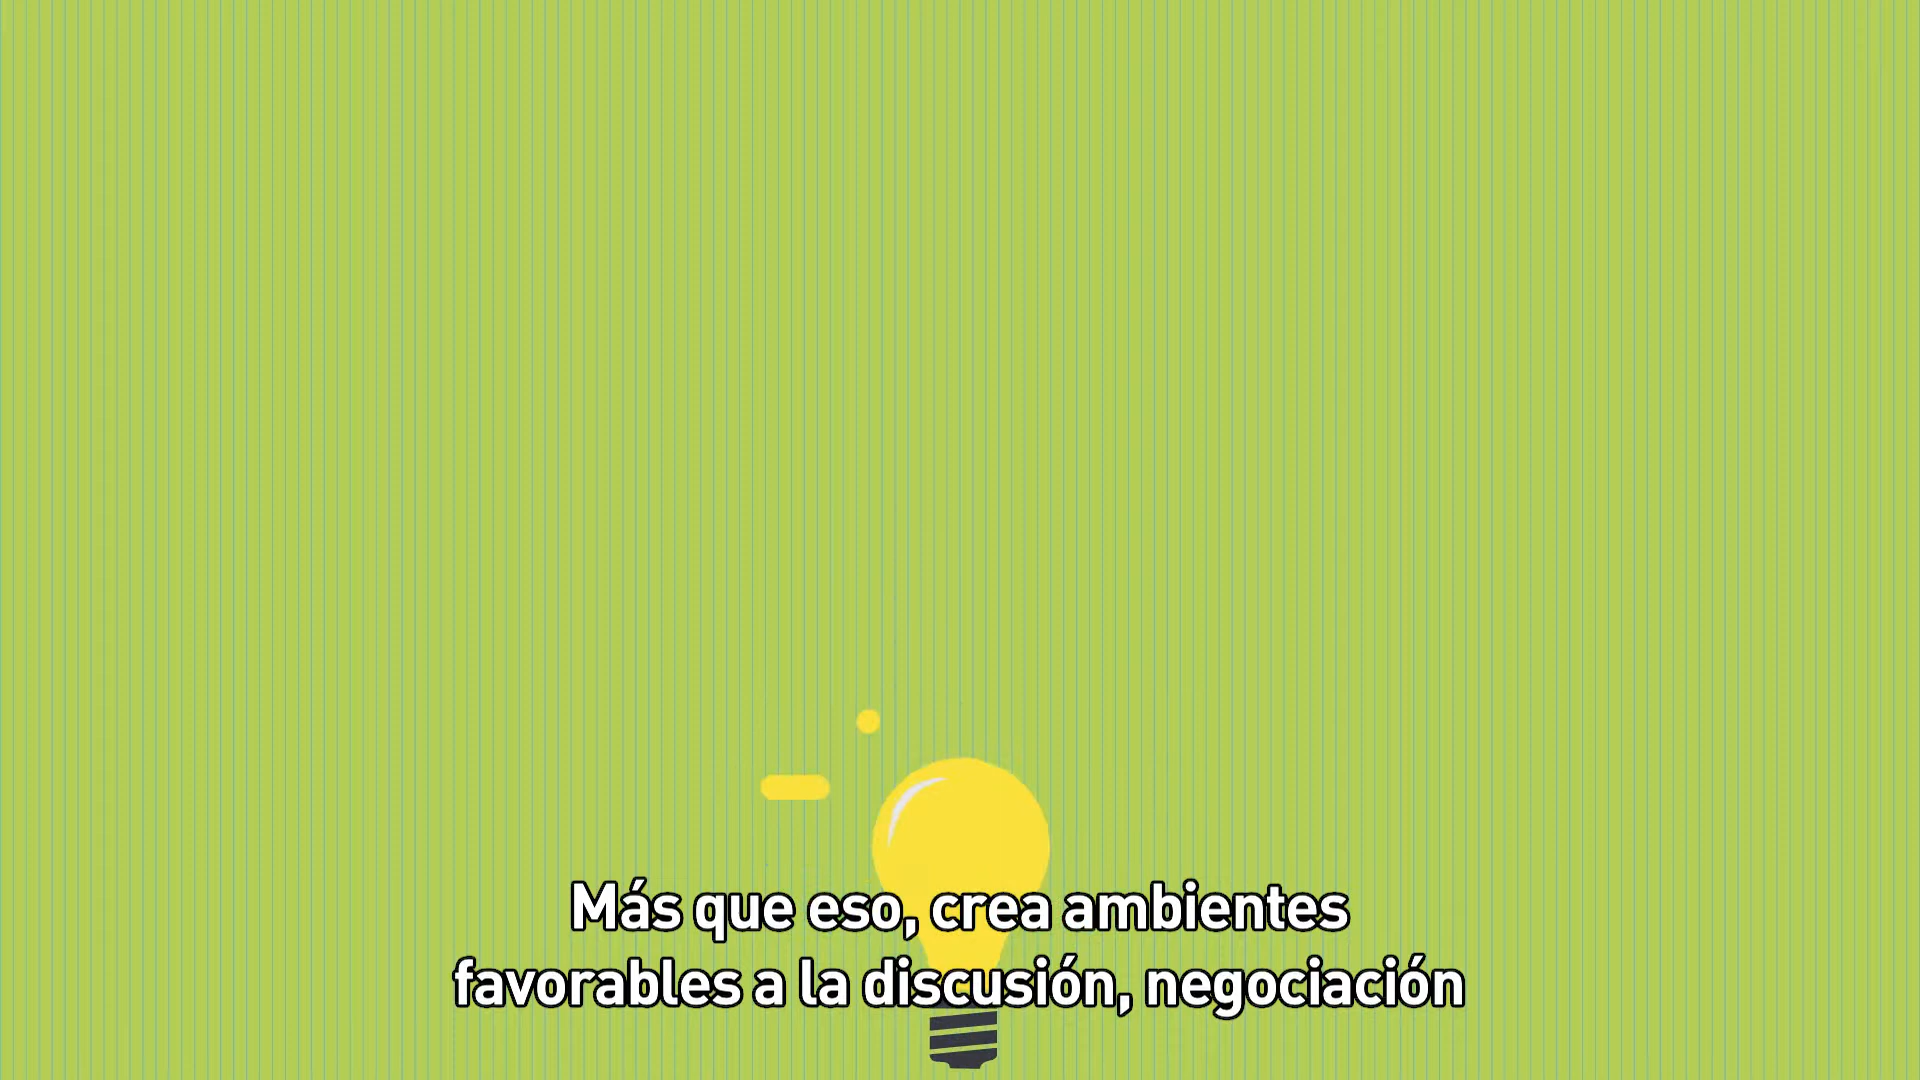 Más que eso, crea ambientes
favorables a la discusión, negociación